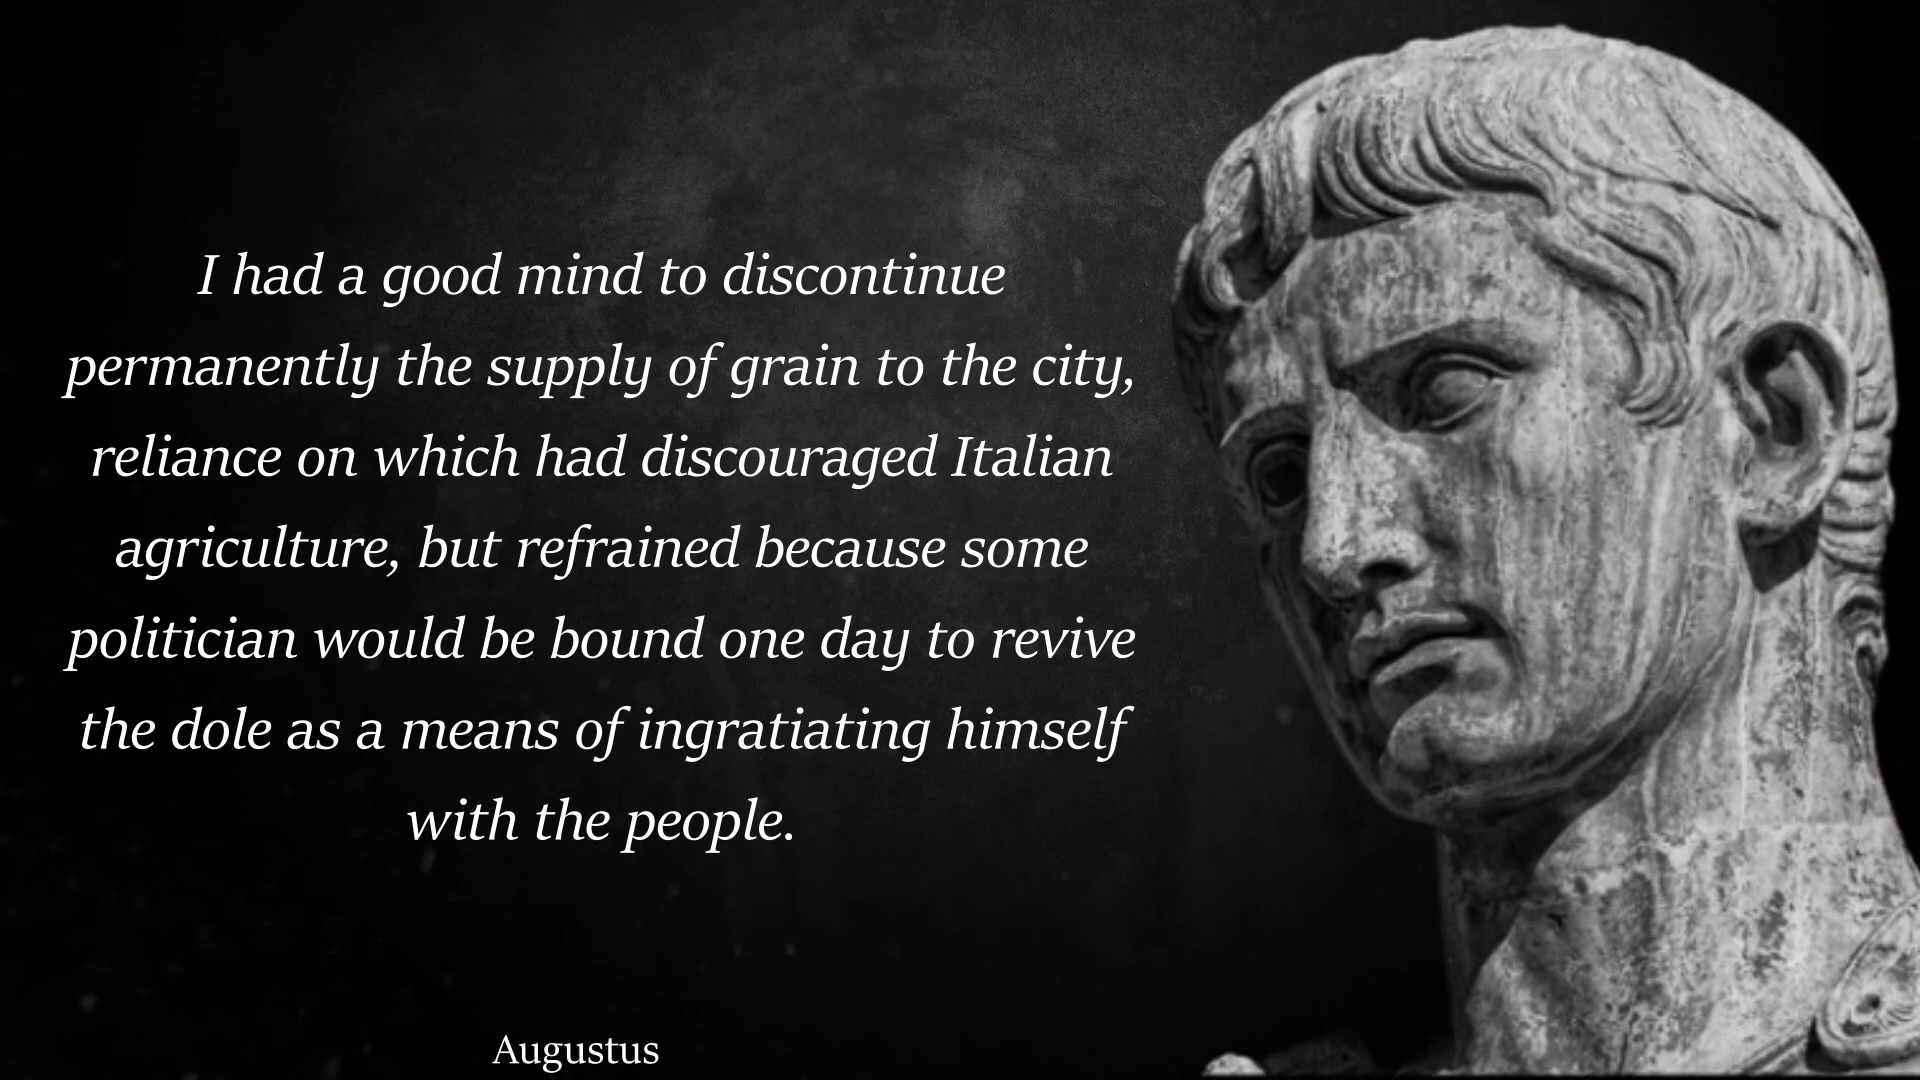 I had a good mind to discontinue
permanently the supply of grain to the city,
reliance on which had discouraged Italian
agriculture, but refrained because some
politician would be bound one day to revive
the dole as a means of ingratiating himself
with the people.
Augustus